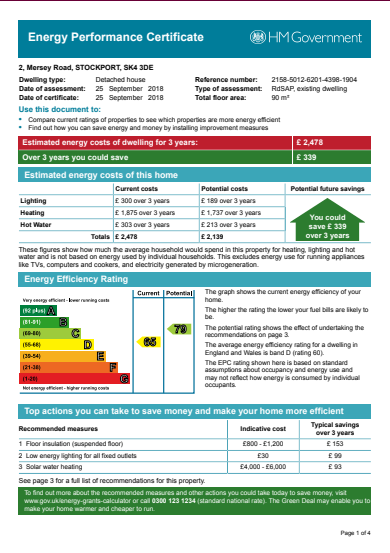 Energy Performance Certificate
HM Government
2, Mersey Road, STOCKPORT, SK4 3DE
Dwelling type: Detached house Reference number: 2158-5012-6201-4398-1904
Date of assessment: 25 September 2018 Type of assessment: RdSAP, existing dwelling
Date of certificate: 25 September 2018 Total floor area: 90 m²
Use this document to:
• Compare current ratings of properties to see which properties are more energy efficient
• Find out how you can save energy and money by installing improvement measures
Estimated energy costs of dwelling for 3 years: £ 2,478
Over 3 years you could save £ 339
Estimated energy costs of this home
Current costs Potential costs Potential future savings
Lighting £ 300 over 3 years £ 189 over 3 years
Heating £ 1,875 over 3 years £ 1,737 over 3 years
Hot Water £ 303 over 3 years £ 213 over 3 years
Totals £ 2,478 £ 2,139
You could
save £ 339
over 3 years
These figures show how much the average household would spend in this property for heating, lighting and hot
water and is not based on energy used by individual households. This excludes energy use for running appliances
like TVs, computers and cookers, and electricity generated by microgeneration.
Energy Efficiency Rating
Current Potential
Very energy efficient - lower running costs
(92 plus) A
(81-91) B
(69-80) C
(55-68) D
(39-54) E
(21-38) F
(1-20) G
Not energy efficient - higher running costs
65
79
The graph shows the current energy efficiency of your
home.
The higher the rating the lower your fuel bills are likely to
be.
The potential rating shows the effect of undertaking the
recommendations on page 3.
The average energy efficiency rating for a dwelling in
England and Wales is band D (rating 60).
The EPC rating shown here is based on standard
assumptions about occupancy and energy use and
may not reflect how energy is consumed by individual
occupants.
Top actions you can take to save money and make your home more efficient
Recommended measures Indicative cost Typical savings
over 3 years
1 Floor insulation (suspended floor) £800 - £1,200 £ 153
2 Low energy lighting for all fixed outlets £30 £ 99
3 Solar water heating £4,000 - £6,000 £ 93
See page 3 for a full list of recommendations for this property.
To find out more about the recommended measures and other actions you could take today to save money, visit
www.gov.uk/energy-grants-calculator or call 0300 123 1234 (standard national rate). The Green Deal may enable you to
make your home warmer and cheaper to run.
Page 1 of 4